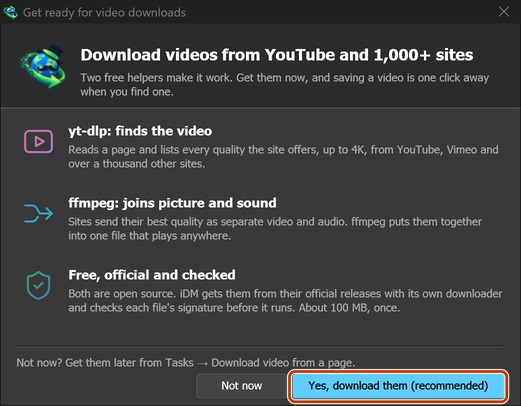 Get ready for video downloads
Download videos from YouTube and 1,000+ sites
Two free helpers make it work. Get them now, and saving a video is one click away
when you find one.
yt-dlp: finds the video
Reads a page and lists every quality the site offers, up to 4K, from YouTube, Vimeo and
over a thousand other sites.
ffmpeg: joins picture and sound
Sites send their best quality as separate video and audio. ffmpeg puts them together
into one file that plays anywhere.
Free, official and checked
Both are open source. iDM gets them from their official releases with its own downloader
and checks each file's signature before it runs. About 100 MB, once.
Not now? Get them later from Tasks → Download video from a page.
Not now
Yes, download them (recommended)